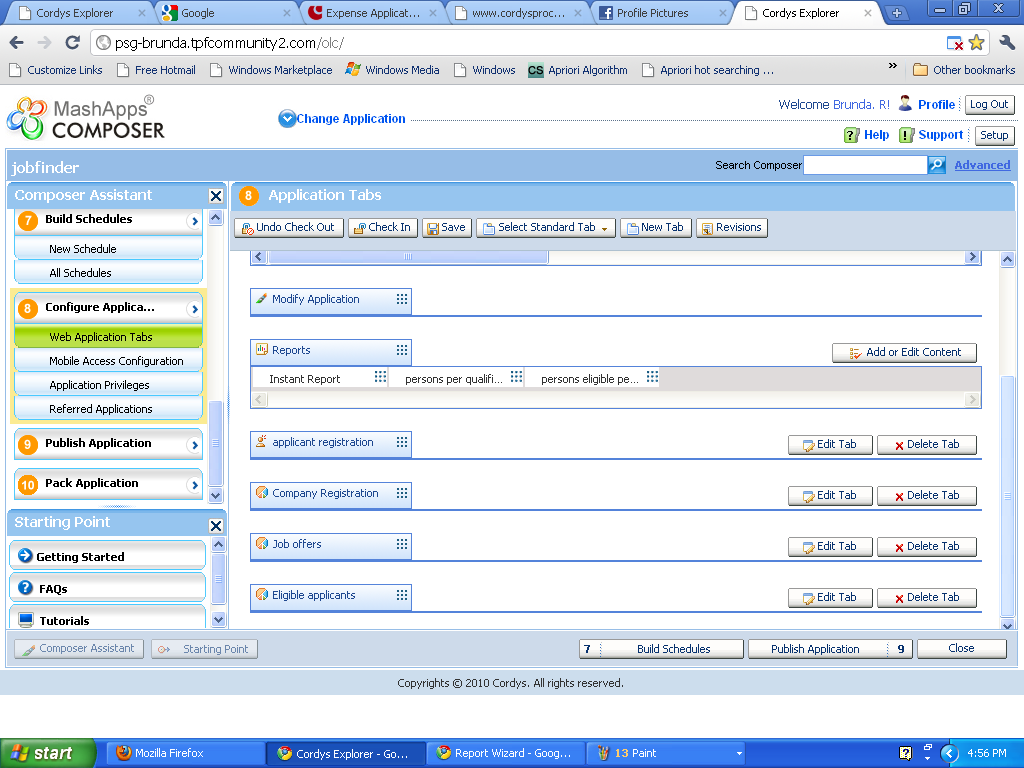 Cordys Explorer
Google
Expense Applicat...
www.cordysproc...
Profile Pictures
Cordys Explorer
psg-brunda.tpfcommunity2.com/olc/
Customize Links
Free Hotmail
Windows Marketplace
Windows Media
Windows
CS Apriori Algorithm
Apriori hot searching ...
»
Other bookmarks
MashApps®
COMPOSER
Change Application
Welcome Brunda. R!
Profile
Log Out
Help
Support
Setup
jobfinder
Search Composer
Advanced
Composer Assistant
8 Application Tabs
7 Build Schedules
New Schedule
All Schedules
8 Configure Applica...
Web Application Tabs
Mobile Access Configuration
Application Privileges
Referred Applications
9 Publish Application
10 Pack Application
Starting Point
Getting Started
FAQs
Tutorials
Undo Check Out
Check In
Save
Select Standard Tab
New Tab
Revisions
Modify Application
Reports
Add or Edit Content
Instant Report
persons per qualifi...
persons eligible pe...
applicant registration
Edit Tab
Delete Tab
Company Registration
Edit Tab
Delete Tab
Job offers
Edit Tab
Delete Tab
Eligible applicants
Edit Tab
Delete Tab
Composer Assistant
Starting Point
7 Build Schedules
Publish Application 9
Close
Copyrights © 2010 Cordys. All rights reserved.
start
Mozilla Firefox
Cordys Explorer - Go...
Report Wizard - Goog...
13 Paint
4:56 PM